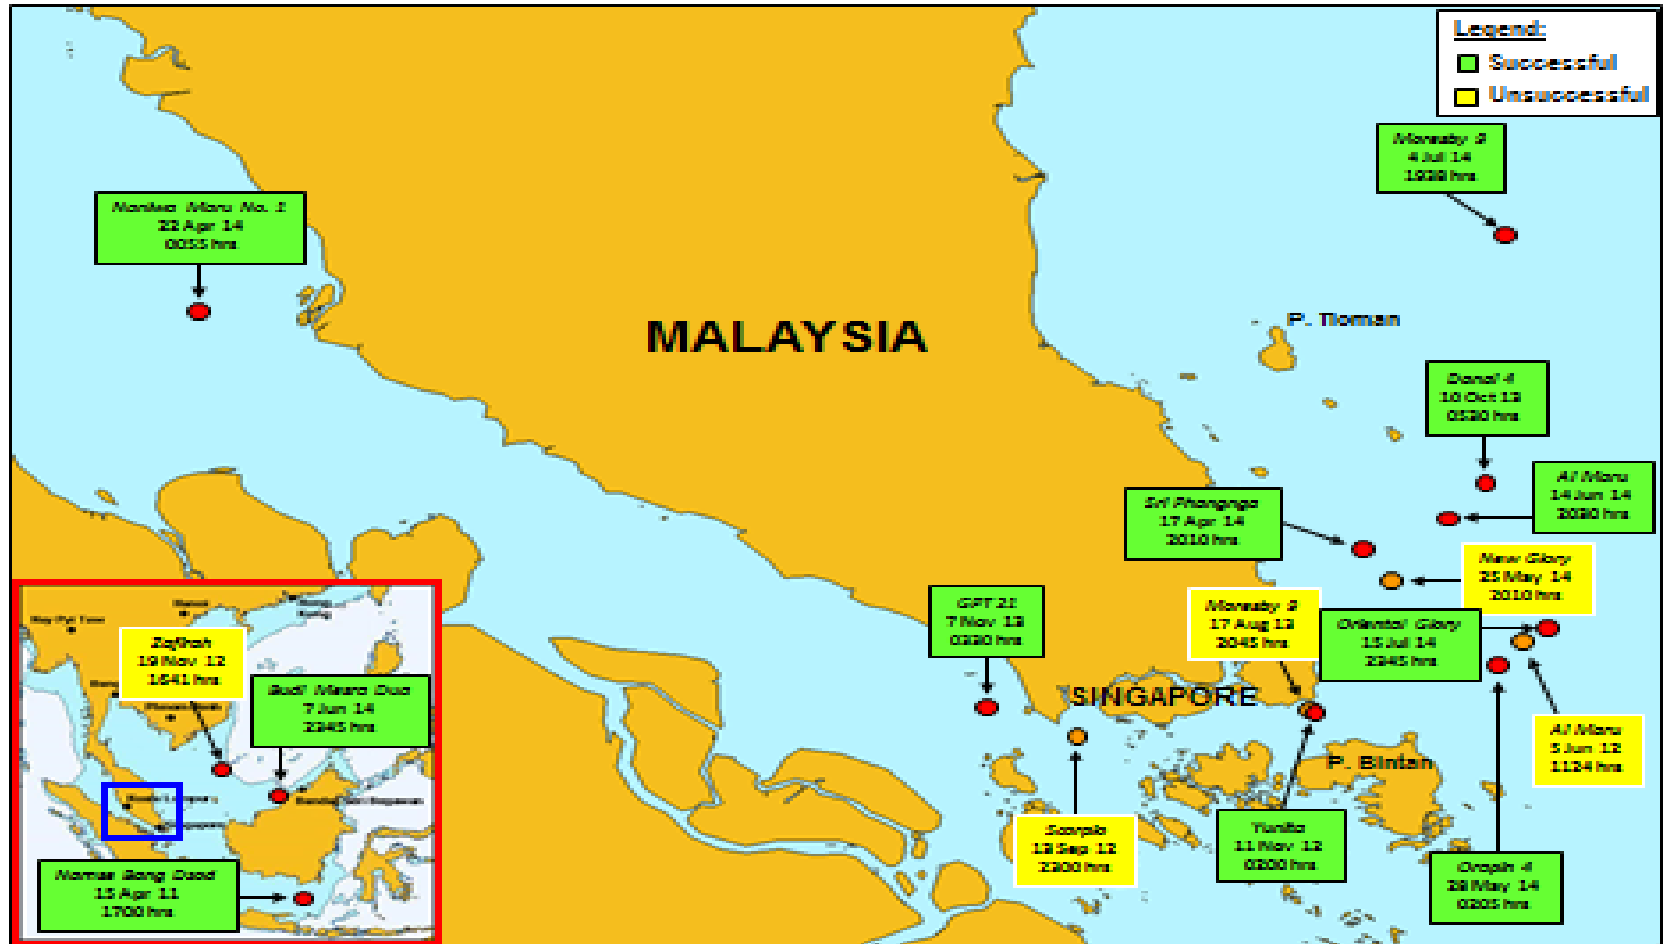 Legend:
Successful
Unsuccessful
Moresby 9
4 Jul 14
1938 hrs
Naniwa Maru No. 1
22 Apr 14
0055 hrs
MALAYSIA
P. Tioman
Danai 4
10 Oct 13
0530 hrs
Ai Maru
14 Jun 14
2030 hrs
Sri Phangnga
17 Apr 14
2010 hrs
New Glory
25 May 14
2010 hrs
GPT 21
7 Nov 13
0330 hrs
Moresby 9
17 Aug 13
2045 hrs
Oriental Glory
15 Jul 14
2345 hrs
SINGAPORE
Zafirah
19 Nov 12
1641 hrs
Budi Mesra Dua
7 Jun 14
2345 hrs
Ai Maru
5 Jun 12
1124 hrs
P. Bintan
Scorpio
13 Sep 12
2300 hrs
Yunita
11 Nov 12
0200 hrs
Orapin 4
28 May 14
0205 hrs
15 Apr 11
1700 hrs